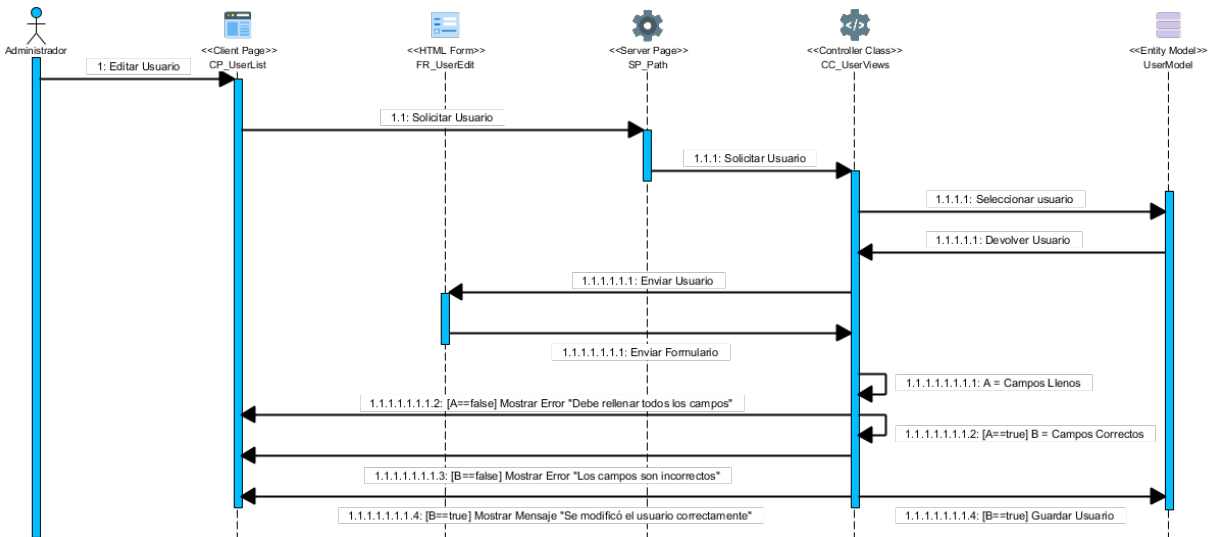 Administrador
<<Client Page>>
CP_UserList
<<HTML Form>>
FR_UserEdit
<<Server Page>>
SP_Path
<<Controller Class>>
CC_UserViews
<<Entity Model>>
UserModel
1: Editar Usuario
1.1: Solicitar Usuario
1.1.1: Solicitar Usuario
1.1.1.1: Seleccionar usuario
1.1.1.1.1: Devolver Usuario
1.1.1.1.1.1: Enviar Usuario
1.1.1.1.1.1.1: Enviar Formulario
1.1.1.1.1.1.1.1: A = Campos Llenos
1.1.1.1.1.1.1.2: [A==false] Mostrar Error "Debe rellenar todos los campos"
1.1.1.1.1.1.1.2: [A==true] B = Campos Correctos
1.1.1.1.1.1.1.3: [B==false] Mostrar Error "Los campos son incorrectos"
1.1.1.1.1.1.1.4: [B==true] Mostrar Mensaje "Se modificó el usuario correctamente"
1.1.1.1.1.1.1.4: [B==true] Guardar Usuario